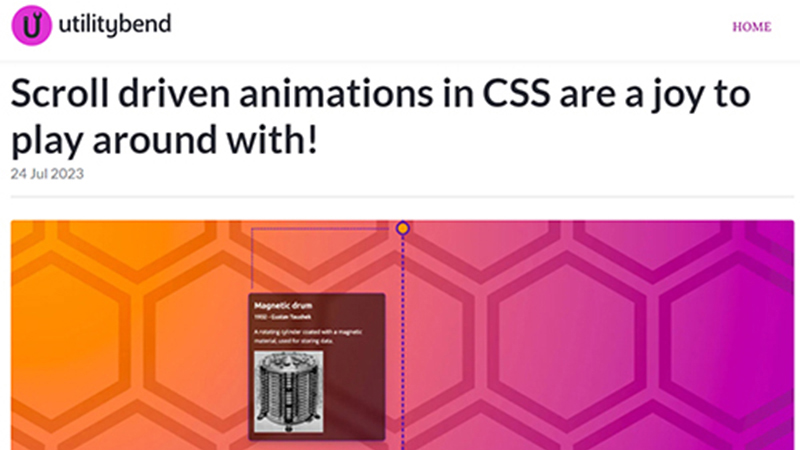 utilitybend
HOME
Scroll driven animations in CSS are a joy to
play around with!
24 Jul 2023
Magnetic drum
1932 - Gustav Tauschek
A rotating cylinder coated with a magnetic
material, used for storing data.